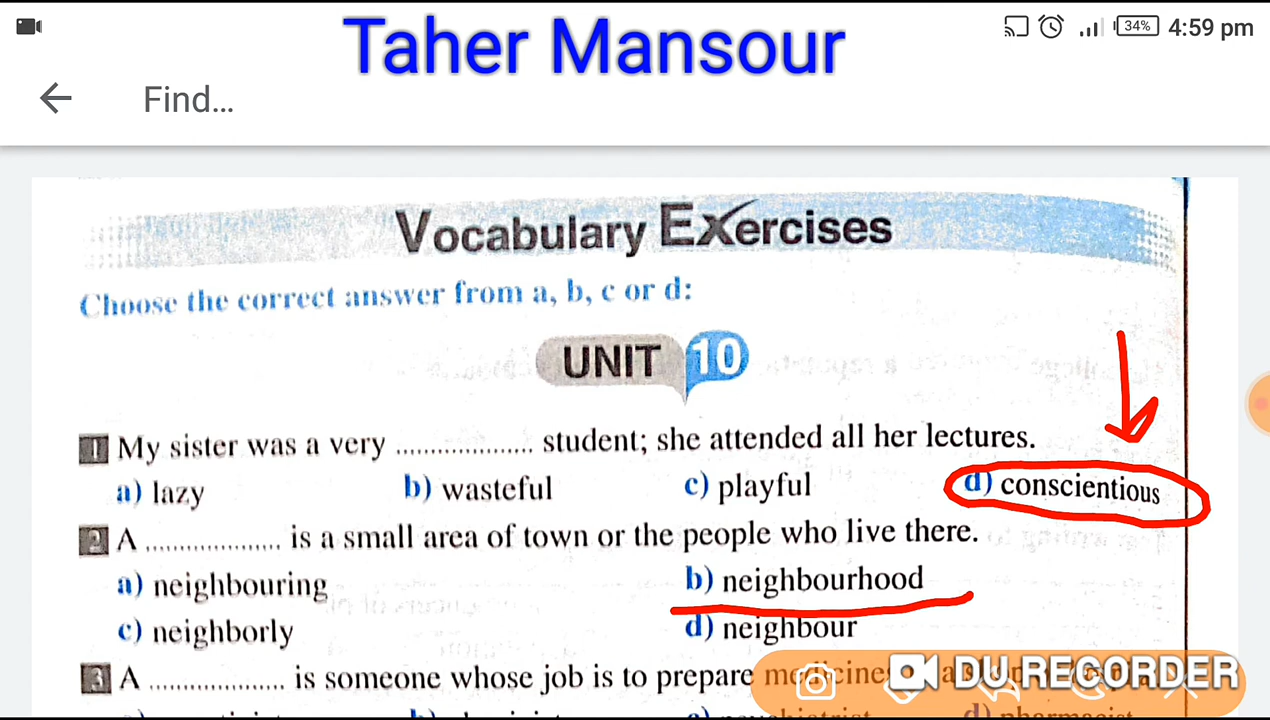 Taher Mansour
34% 4:59 pm
Find...
Vocabulary Exercises
Choose the correct answer from a, b, c or d:
UNIT 10
1 My sister was a very .................... student; she attended all her lectures.
a) lazy b) wasteful c) playful d) conscientious
2 A .................... is a small area of town or the people who live there.
a) neighbouring b) neighbourhood
c) neighborly d) neighbour
3 A .................... is someone whose job is to prepare medicines
DU RECORDER
d) pharmacist